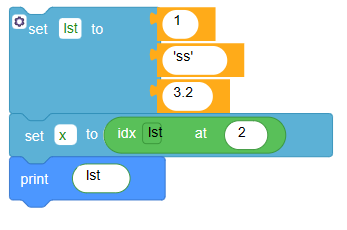 set lst to 1
'ss'
3.2
set x to idx lst at 2
print lst